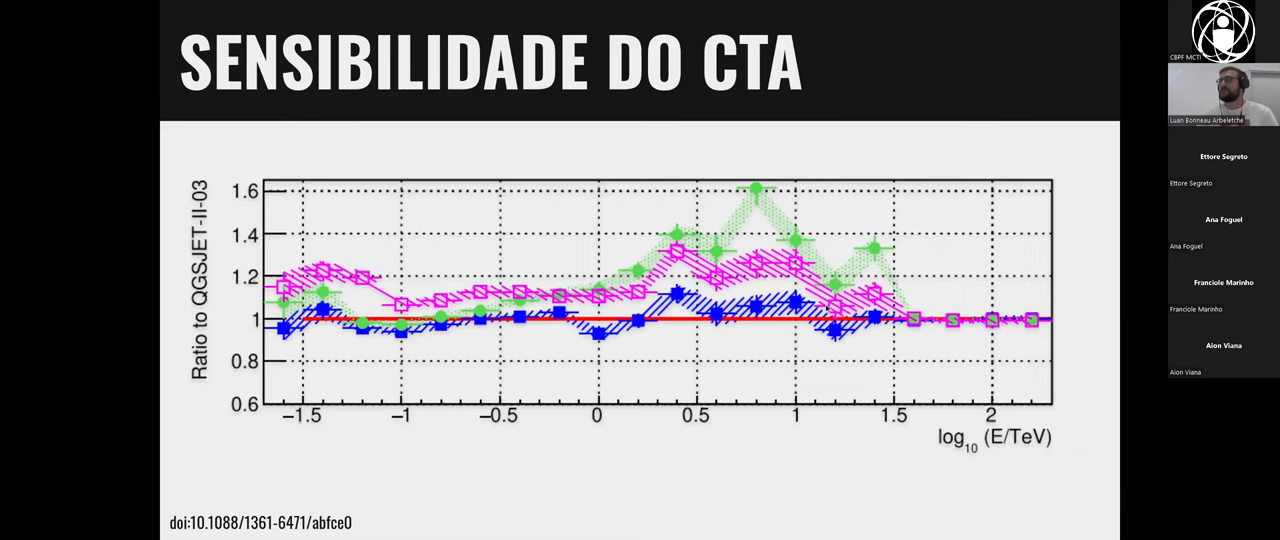 SENSIBILIDADE DO CTA
Ratio to QGSJET-II-03
1.6
1.4
1.2
1
0.8
0.6
−1.5
−1
−0.5
0
0.5
1
1.5
2
log10 (E/TeV)
doi:10.1088/1361-6471/abfce0
CBPF MCTI
Luan Bonneau Arbeletche
Ettore Segreto
Ettore Segreto
Ana Foguel
Ana Foguel
Franciole Marinho
Franciole Marinho
Aion Viana
Aion Viana